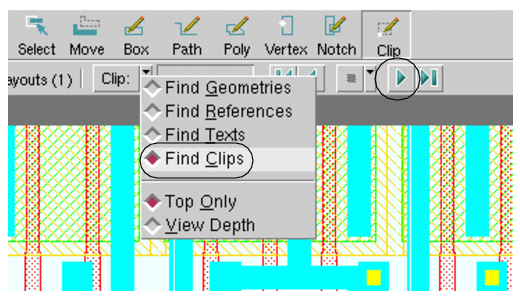 Select Move Box Path Poly Vertex Notch Clip
ayouts (1) Clip:
Find Geometries
Find References
Find Texts
Find Clips
Top Only
View Depth